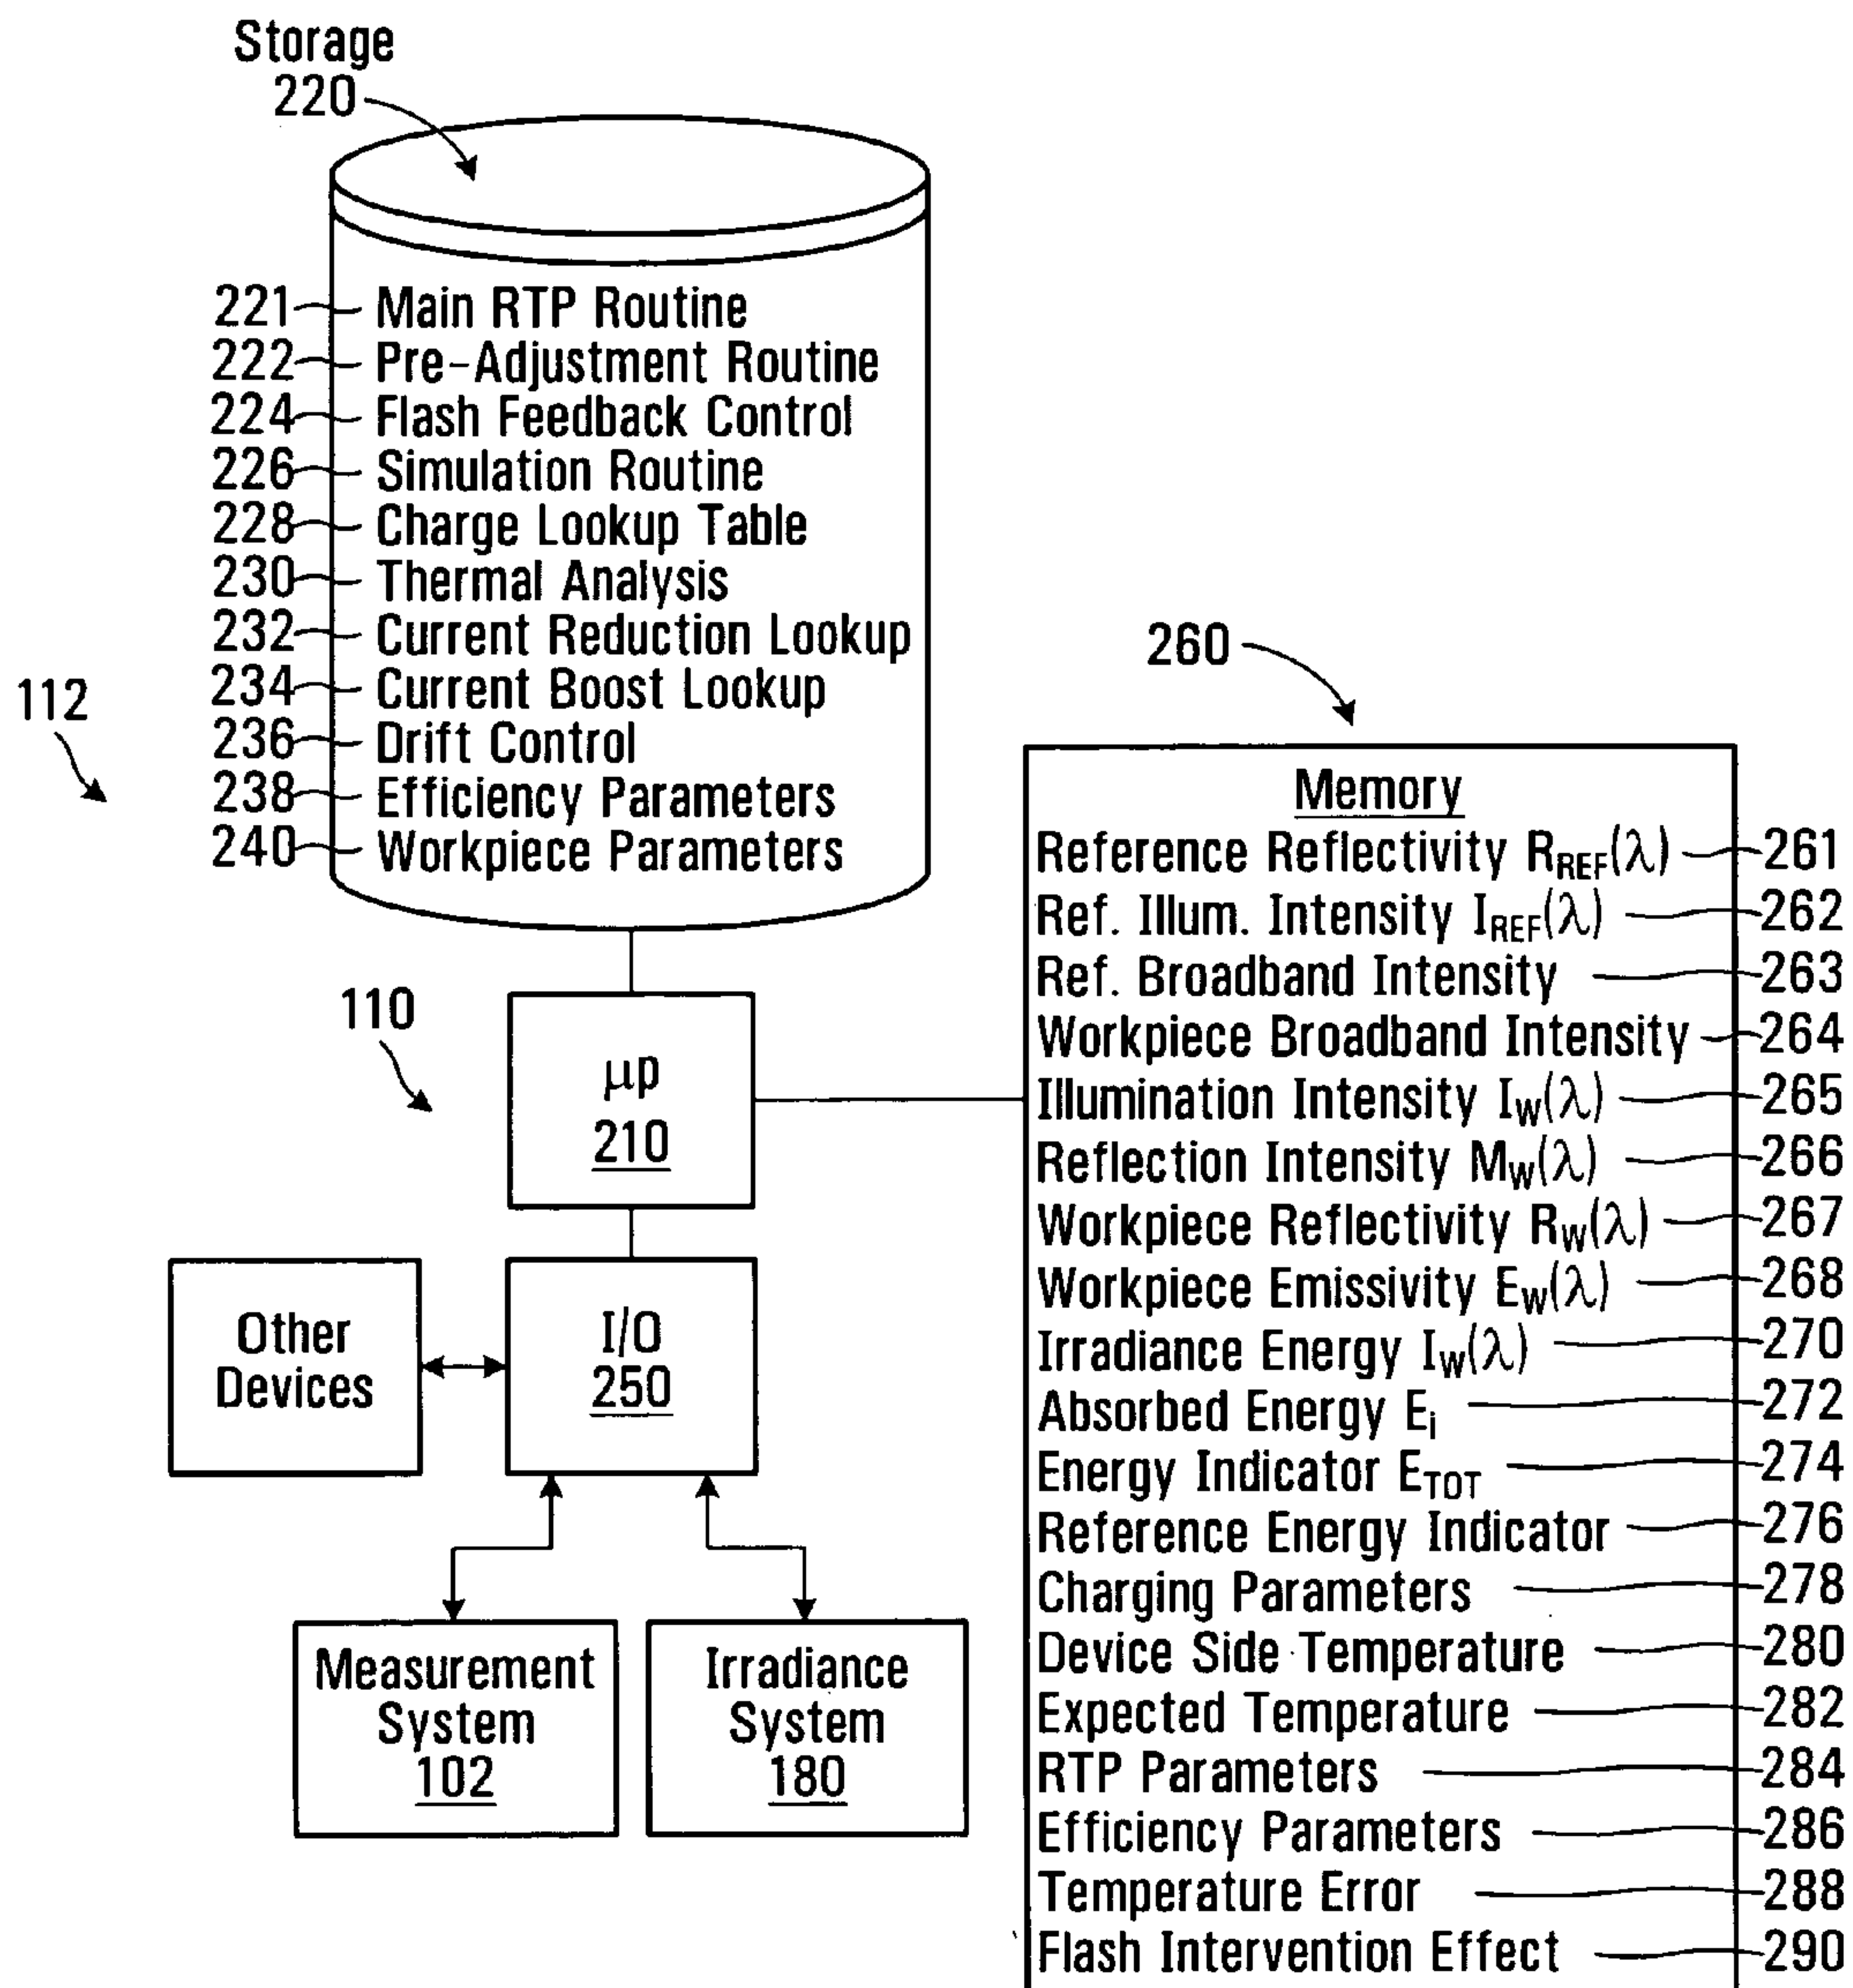 Storage
220
221 Main RTP Routine
222 Pre-Adjustment Routine
224 Flash Feedback Control
226 Simulation Routine
228 Charge Lookup Table
230 Thermal Analysis
232 Current Reduction Lookup
234 Current Boost Lookup
236 Drift Control
238 Efficiency Parameters
240 Workpiece Parameters
112
110
μp
210
Other
Devices
I/O
250
Measurement
System
102
Irradiance
System
180
260
Memory
Reference Reflectivity R_REF(λ) 261
Ref. Illum. Intensity I_REF(λ) 262
Ref. Broadband Intensity 263
Workpiece Broadband Intensity 264
Illumination Intensity I_W(λ) 265
Reflection Intensity M_W(λ) 266
Workpiece Reflectivity R_W(λ) 267
Workpiece Emissivity E_W(λ) 268
Irradiance Energy I_W(λ) 270
Absorbed Energy E_i 272
Energy Indicator E_TOT 274
Reference Energy Indicator 276
Charging Parameters 278
Device Side Temperature 280
Expected Temperature 282
RTP Parameters 284
Efficiency Parameters 286
Temperature Error 288
Flash Intervention Effect 290